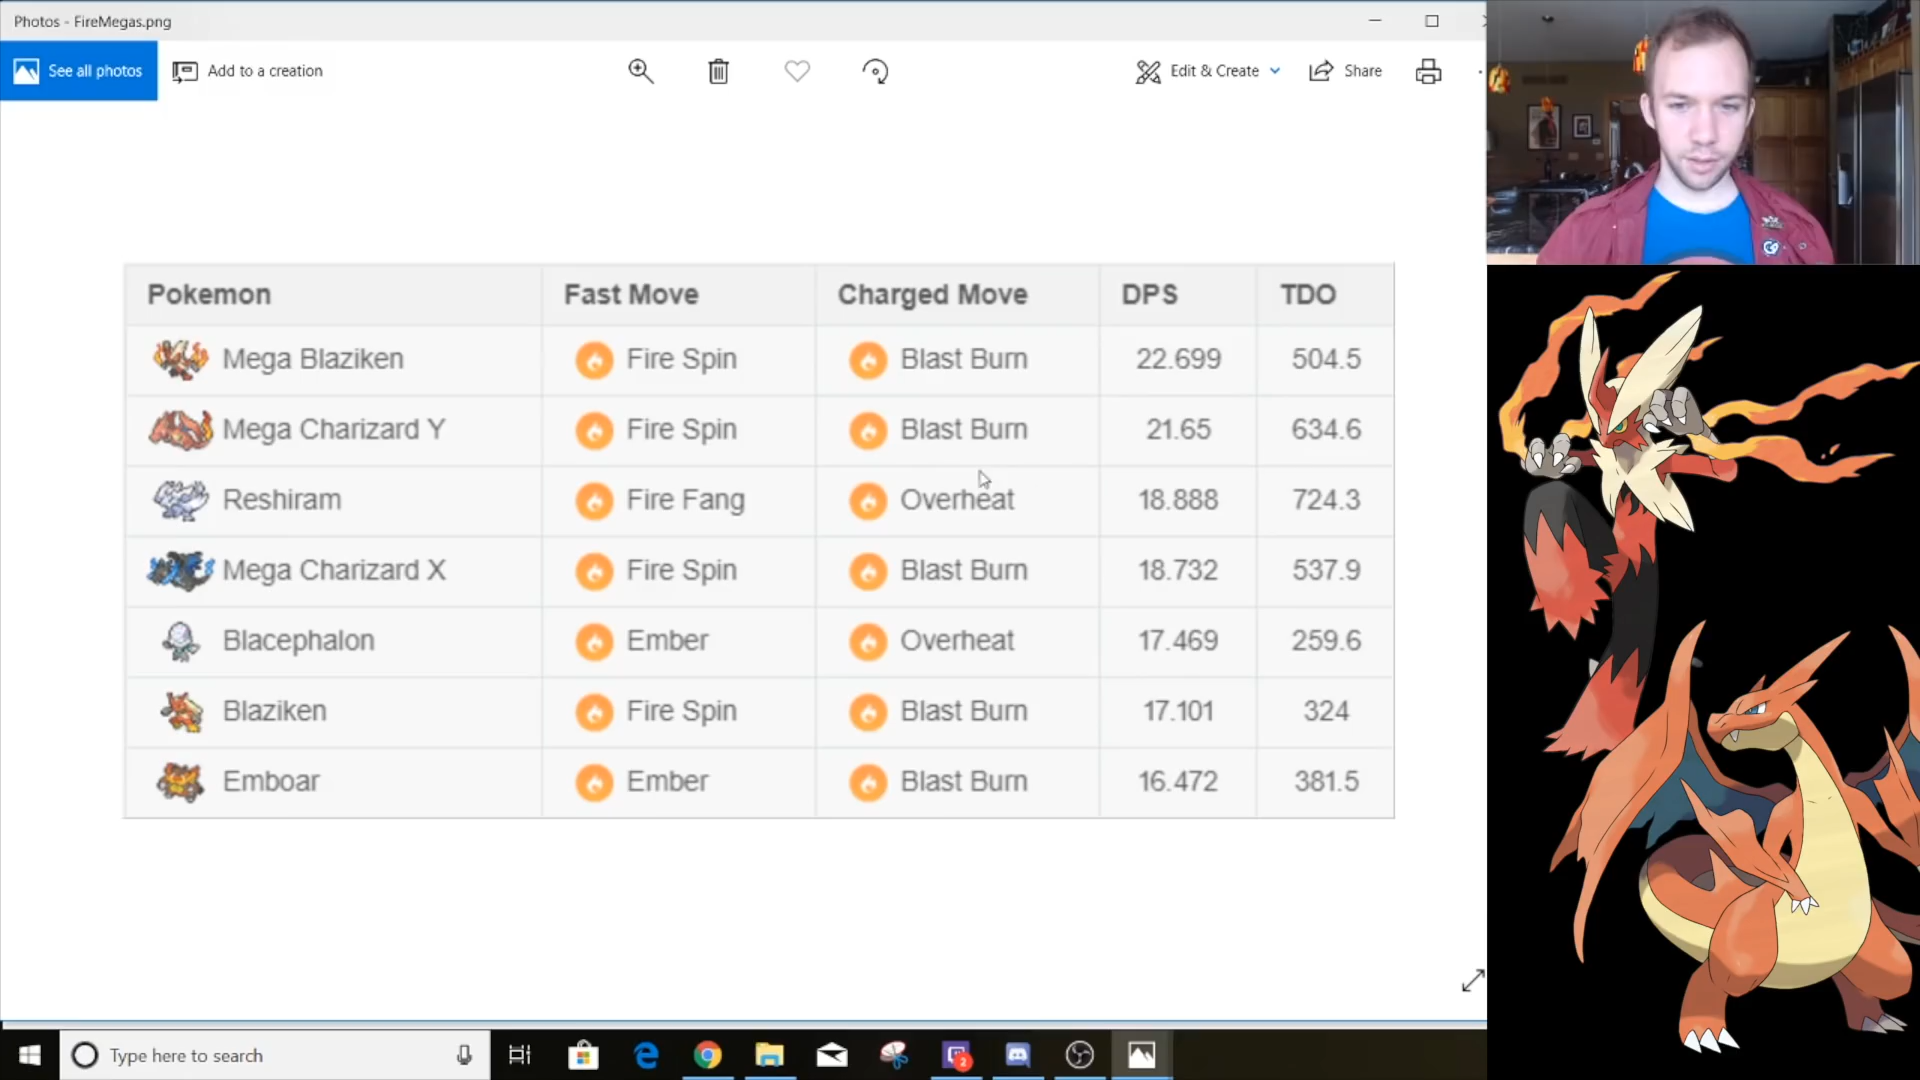 Photos - FireMegas.png
See all photos
Add to a creation
Edit & Create
Share
Pokemon Fast Move Charged Move DPS TDO
Mega Blaziken Fire Spin Blast Burn 22.699 504.5
Mega Charizard Y Fire Spin Blast Burn 21.65 634.6
Reshiram Fire Fang Overheat 18.888 724.3
Mega Charizard X Fire Spin Blast Burn 18.732 537.9
Blacephalon Ember Overheat 17.469 259.6
Blaziken Fire Spin Blast Burn 17.101 324
Emboar Ember Blast Burn 16.472 381.5
Type here to search
2